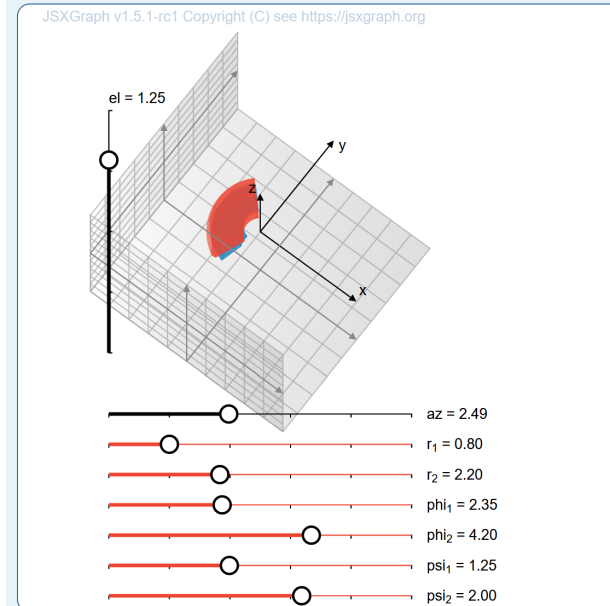 JSXGraph v1.5.1-rc1 Copyright (C) see https://jsxgraph.org
el = 1.25
y
z
x
az = 2.49
r₁ = 0.80
r₂ = 2.20
phi₁ = 2.35
phi₂ = 4.20
psi₁ = 1.25
psi₂ = 2.00